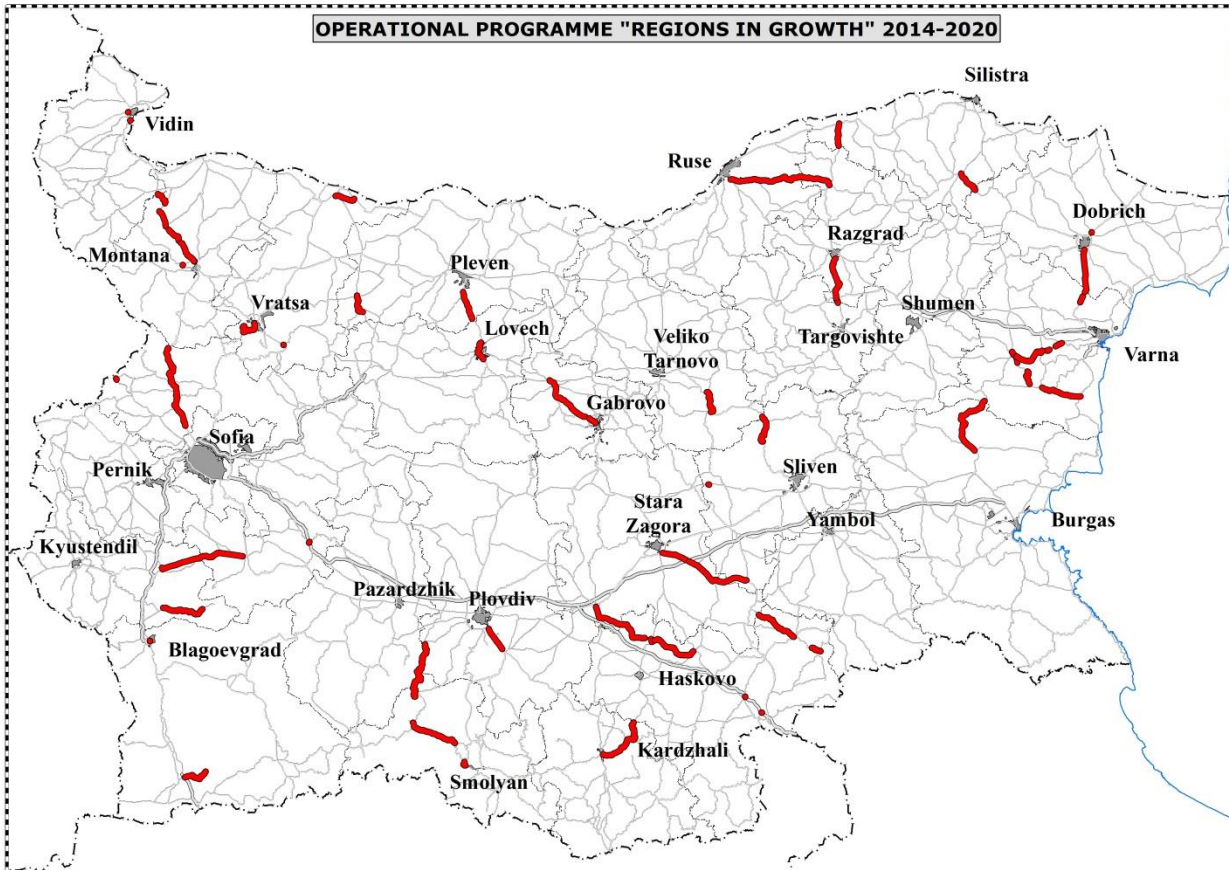 OPERATIONAL PROGRAMME "REGIONS IN GROWTH" 2014-2020
Silistra
Vidin
Ruse
Dobrich
Razgrad
Montana
Pleven
Vratsa
Shumen
Lovech
Veliko
Tarnovo
Targovishte
Varna
Gabrovo
Sofia
Pernik
Sliven
Stara
Zagora
Yambol
Burgas
Kyustendil
Pazardzhik
Plovdiv
Blagoevgrad
Haskovo
Kardzhali
Smolyan